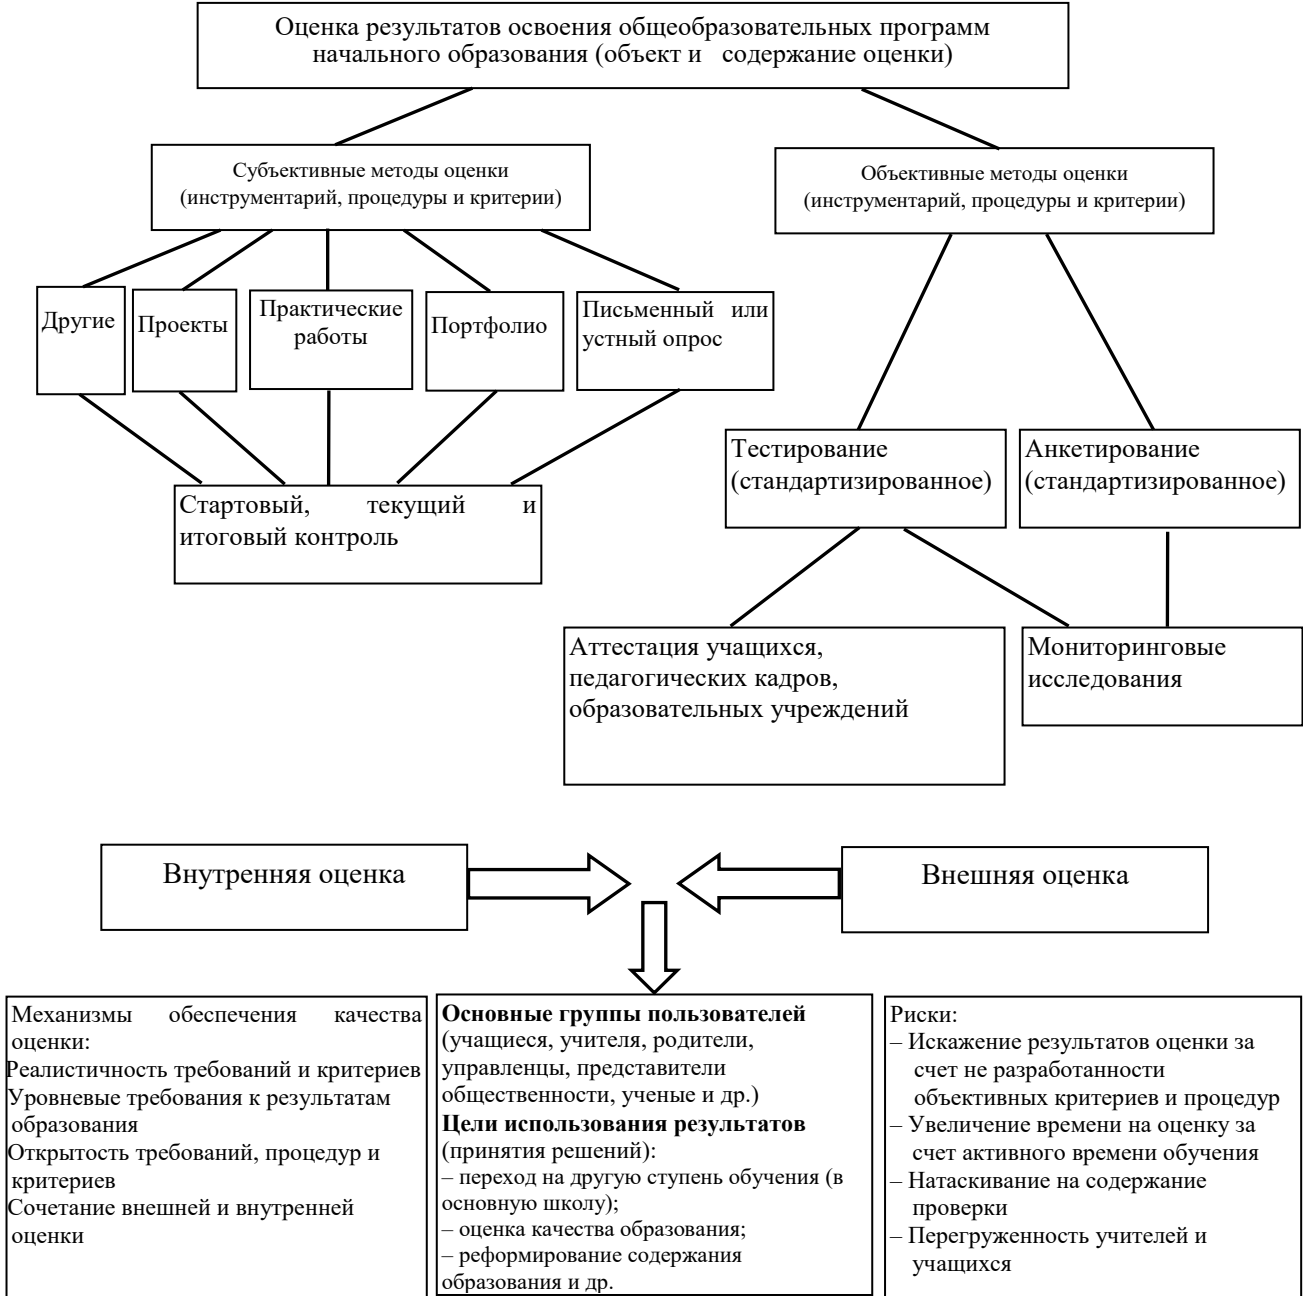 Оценка результатов освоения общеобразовательных программ
начального образования (объект и содержание оценки)
Субъективные методы оценки
(инструментарий, процедуры и критерии)
Объективные методы оценки
(инструментарий, процедуры и критерии)
Другие
Проекты
Практические
работы
Портфолио
Письменный или
устный опрос
Тестирование
(стандартизированное)
Анкетирование
(стандартизированное)
Стартовый, текущий и
итоговый контроль
Аттестация учащихся,
педагогических кадров,
образовательных учреждений
Мониторинговые
исследования
Внутренняя оценка
Внешняя оценка
Механизмы обеспечения качества
оценки:
Реалистичность требований и критериев
Уровневые требования к результатам
образования
Открытость требований, процедур и
критериев
Сочетание внешней и внутренней
оценки
Основные группы пользователей
(учащиеся, учителя, родители,
управленцы, представители
общественности, ученые и др.)
Цели использования результатов
(принятия решений):
– переход на другую ступень обучения (в
основную школу);
– оценка качества образования;
– реформирование содержания
образования и др.
Риски:
– Искажение результатов оценки за
счет не разработанности
объективных критериев и процедур
– Увеличение времени на оценку за
счет активного времени обучения
– Натаскивание на содержание
проверки
– Перегруженность учителей и
учащихся